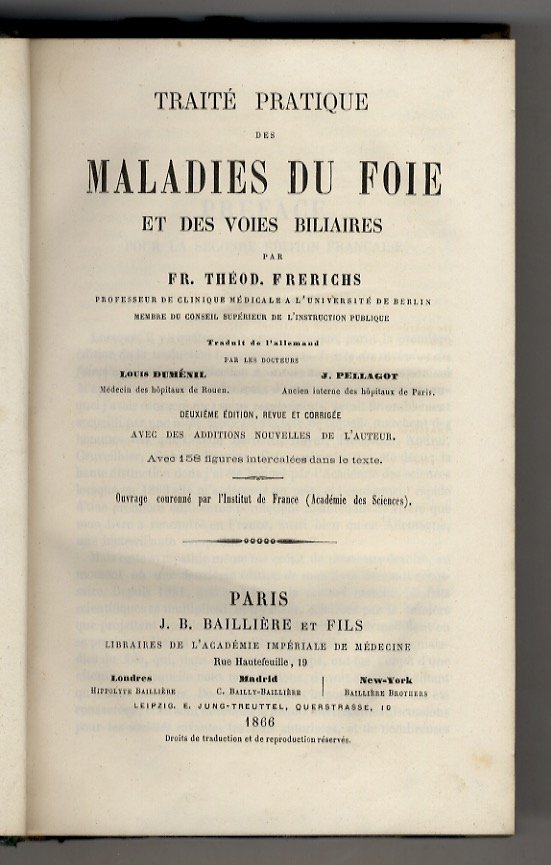 TRAITÉ PRATIQUE
DES
MALADIES DU FOIE
ET DES VOIES BILIAIRES
PAR
FR. THÉOD. FRERICHS
PROFESSEUR DE CLINIQUE MÉDICALE A L'UNIVERSITÉ DE BERLIN
MEMBRE DU CONSEIL SUPÉRIEUR DE L'INSTRUCTION PUBLIQUE
Traduit de l'allemand
PAR LES DOCTEURS
LOUIS DUMÉNIL J. PELLAGOT
Médecin des hôpitaux de Rouen. Ancien interne des hôpitaux de Paris.
DEUXIÈME ÉDITION, REVUE ET CORRIGÉE
AVEC DES ADDITIONS NOUVELLES DE L'AUTEUR.
Avec 158 figures intercalées dans le texte.
Ouvrage couronné par l'Institut de France (Académie des Sciences).
PARIS
J. B. BAILLIÈRE ET FILS
LIBRAIRES DE L'ACADÉMIE IMPÉRIALE DE MÉDECINE
Rue Hautefeuille, 19
Londres Madrid New-York
HIPPOLYTE BAILLIÈRE C. BAILLY-BAILLIÈRE BAILLIÈRE BROTHERS
LEIPZIG. E. JUNG-TREUTTEL, QUERSTRASSE, 10
1866
Droits de traduction et de reproduction réservés.